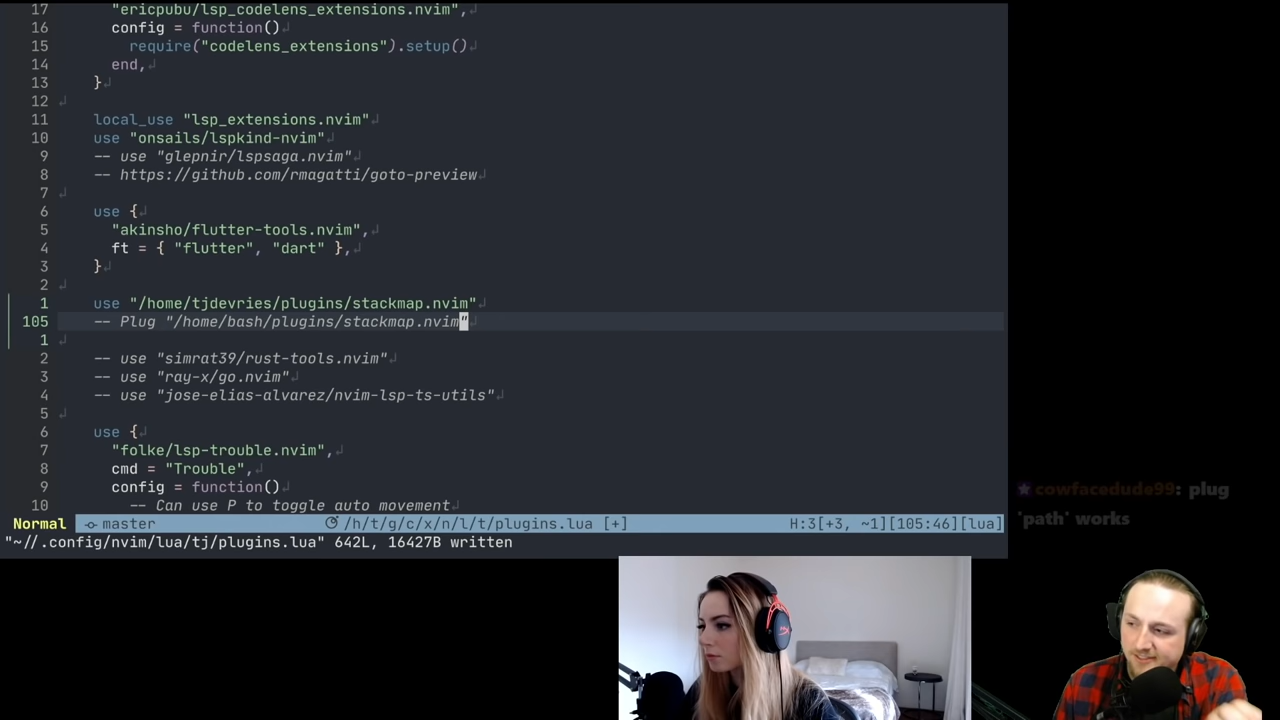 17 "ericpubu/lsp_codelens_extensions.nvim",
16 config = function()
15 require("codelens_extensions").setup()
14 end,
13 }
12
11 local_use "lsp_extensions.nvim"
10 use "onsails/lspkind-nvim"
9 -- use "glepnir/lspsaga.nvim"
8 -- https://github.com/rmagatti/goto-preview
7
6 use {
5 "akinsho/flutter-tools.nvim",
4 ft = { "flutter", "dart" },
3 }
2
1 use "/home/tjdevries/plugins/stackmap.nvim"
105 -- Plug "/home/bash/plugins/stackmap.nvim"
1
2 -- use "simrat39/rust-tools.nvim"
3 -- use "ray-x/go.nvim"
4 -- use "jose-elias-alvarez/nvim-lsp-ts-utils"
5
6 use {
7 "folke/lsp-trouble.nvim",
8 cmd = "Trouble",
9 config = function()
10 -- Can use P to toggle auto movement
Normal master /h/t/g/c/x/n/l/t/plugins.lua [+] H:3[+3, ~1][105:46][lua]
"~//.config/nvim/lua/tj/plugins.lua" 642L, 16427B written
cowfacedude99: plug
'path' works